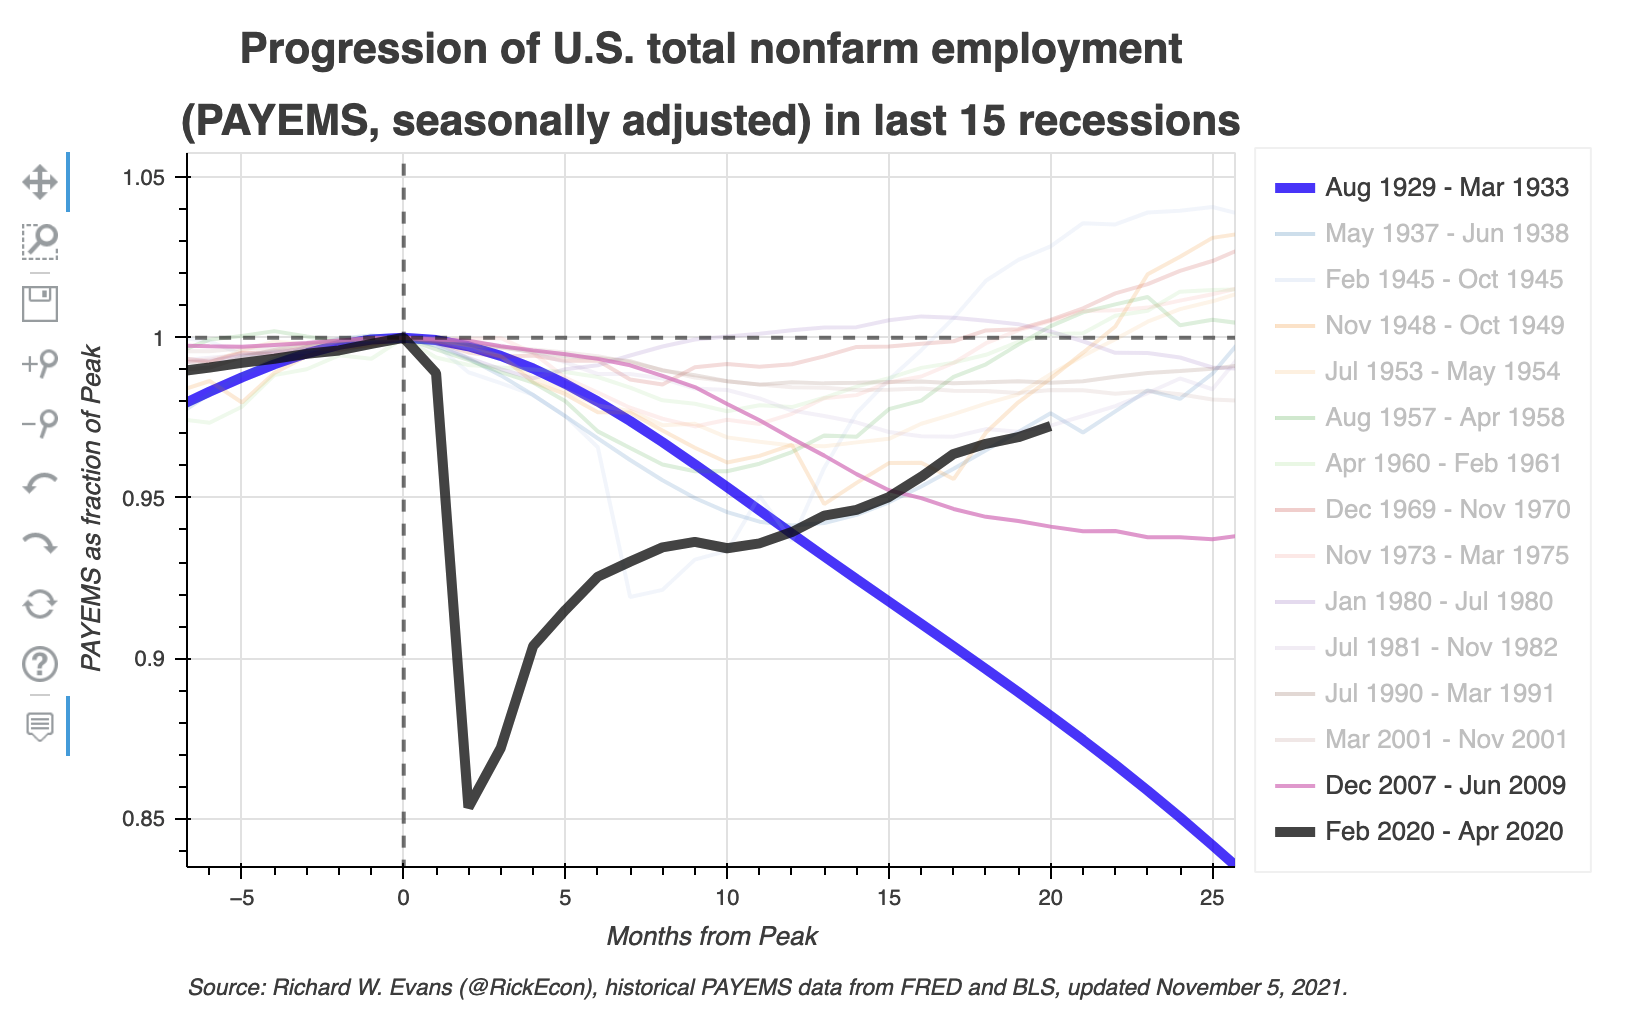 Progression of U.S. total nonfarm employment
(PAYEMS, seasonally adjusted) in last 15 recessions
PAYEMS as fraction of Peak
1.05
1
0.95
0.9
0.85
−5
0
5
10
15
20
25
Months from Peak
Aug 1929 - Mar 1933
May 1937 - Jun 1938
Feb 1945 - Oct 1945
Nov 1948 - Oct 1949
Jul 1953 - May 1954
Aug 1957 - Apr 1958
Apr 1960 - Feb 1961
Dec 1969 - Nov 1970
Nov 1973 - Mar 1975
Jan 1980 - Jul 1980
Jul 1981 - Nov 1982
Jul 1990 - Mar 1991
Mar 2001 - Nov 2001
Dec 2007 - Jun 2009
Feb 2020 - Apr 2020
Source: Richard W. Evans (@RickEcon), historical PAYEMS data from FRED and BLS, updated November 5, 2021.